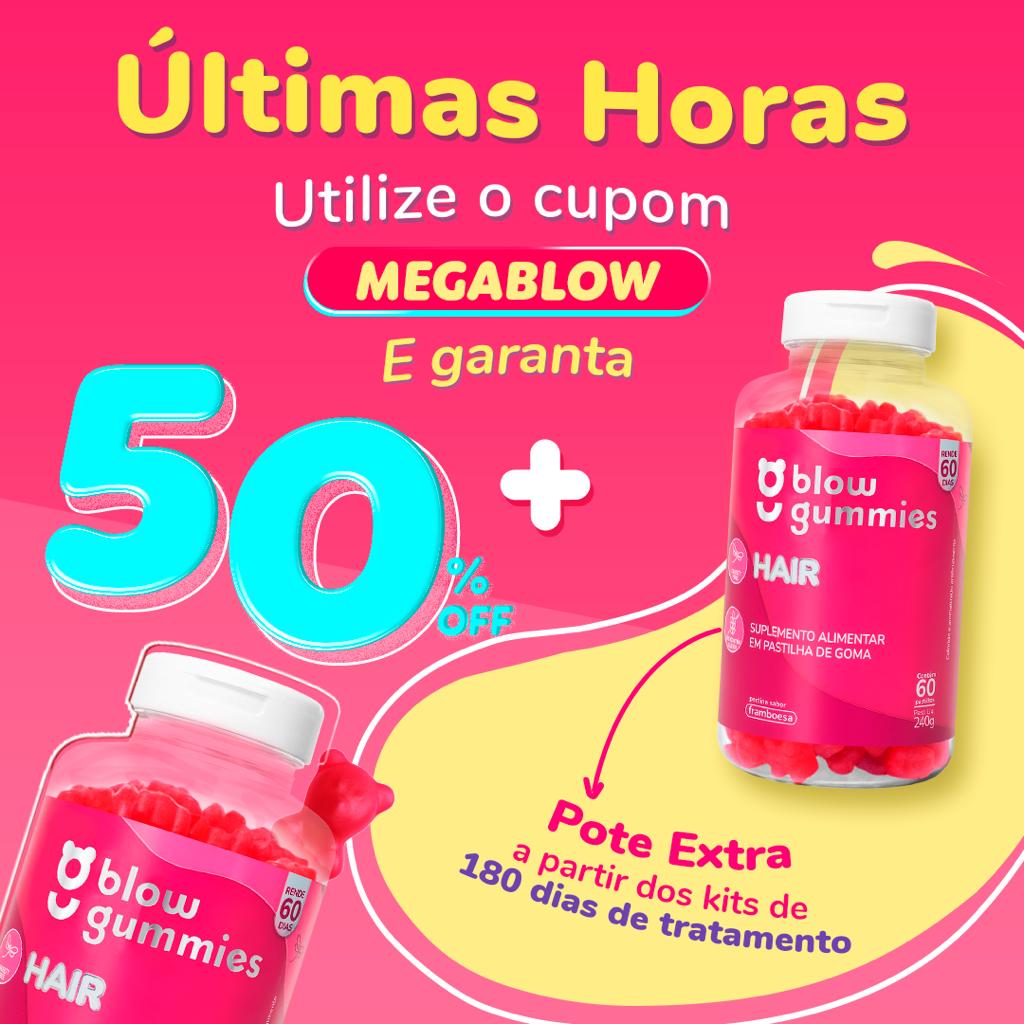 Últimas Horas
Utilize o cupom
MEGABLOW
E garanta
50
%
OFF
+
blow
gummies
RENDE
60
DIAS
HAIR
SUPLEMENTO ALIMENTAR
EM PASTILHA DE GOMA
Contém
60
pastilhas
240g
framboesa
Pote Extra
a partir dos kits de
180 dias de tratamento
blow
gummies
RENDE
60
DIAS
HAIR